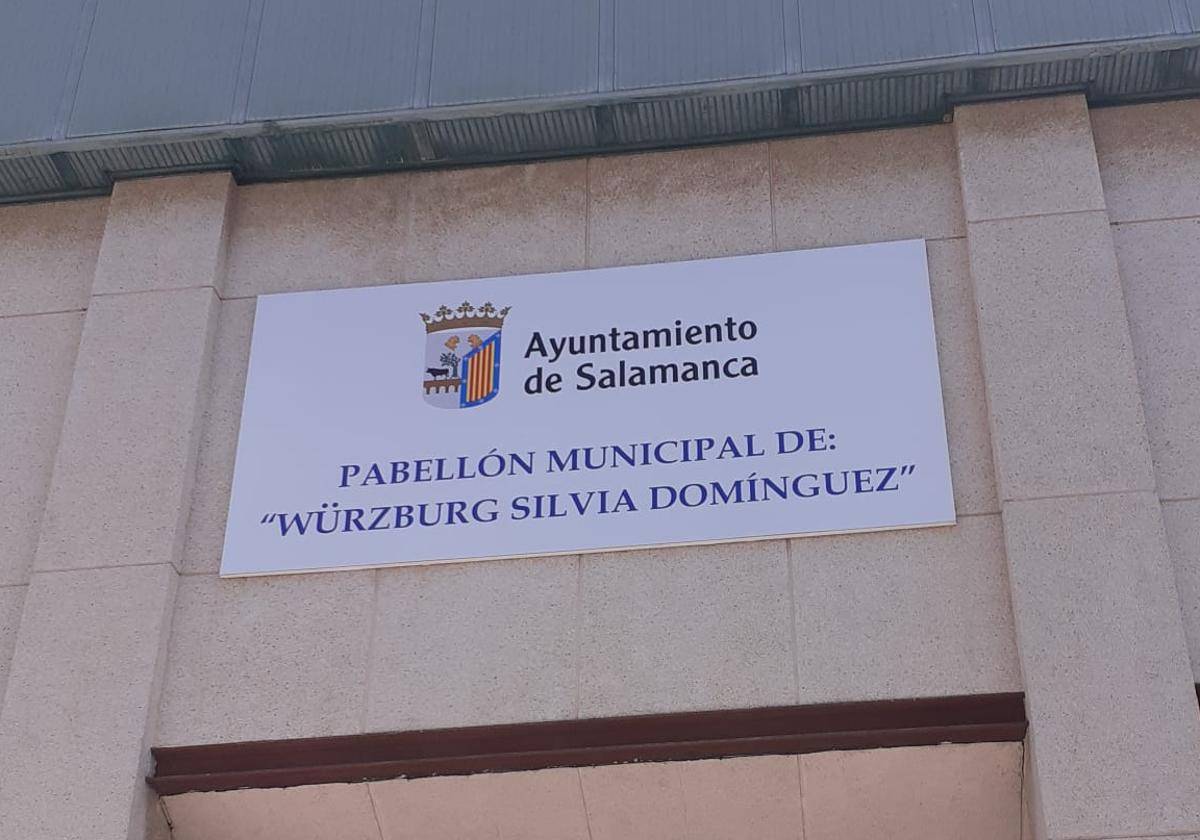 Ayuntamiento
de Salamanca
PABELLÓN MUNICIPAL DE:
“WÜRZBURG SILVIA DOMÍNGUEZ”